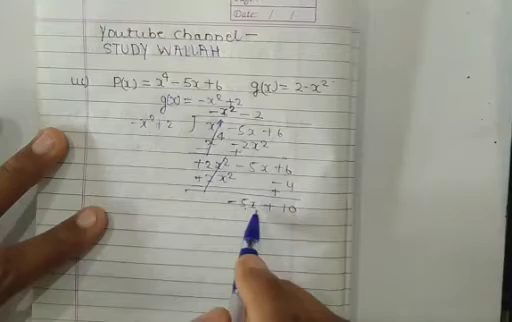 Date: / /
Youtube Channel -
STUDY WALLAH
iii) P(x) = x⁴ - 5x + 6 g(x) = 2 - x²
g(x) = -x² + 2
-x² - 2
-x² + 2 ) x⁴ - 5x + 6
x⁴ - 2x²
- +
+2x² - 5x + 6
+2x² - 4
- +
-5x + 10